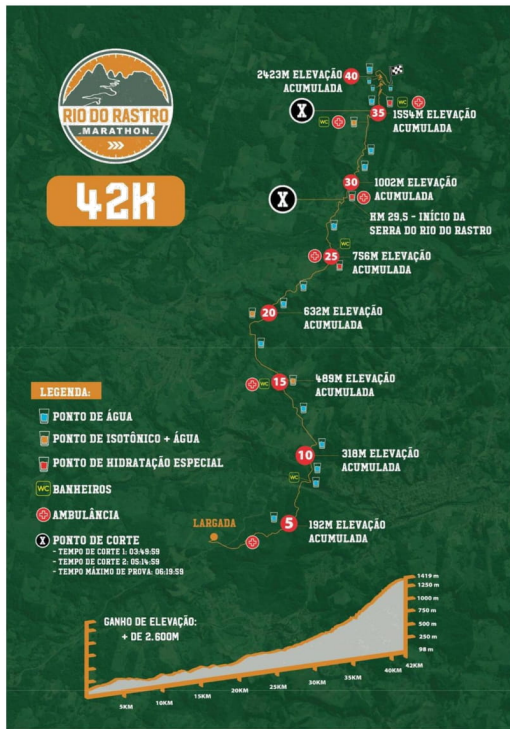 RIO DO RASTRO
MARATHON
42K
2423M ELEVAÇÃO
ACUMULADA
40
X
WC
WC
35
1554M ELEVAÇÃO
ACUMULADA
30
1002M ELEVAÇÃO
ACUMULADA
X
KM 29,5 - INÍCIO DA
SERRA DO RIO DO RASTRO
WC
25
756M ELEVAÇÃO
ACUMULADA
20
632M ELEVAÇÃO
ACUMULADA
WC
15
489M ELEVAÇÃO
ACUMULADA
10
318M ELEVAÇÃO
ACUMULADA
WC
LARGADA
5
192M ELEVAÇÃO
ACUMULADA
LEGENDA:
PONTO DE ÁGUA
PONTO DE ISOTÔNICO + ÁGUA
PONTO DE HIDRATAÇÃO ESPECIAL
WC BANHEIROS
AMBULÂNCIA
X PONTO DE CORTE
- TEMPO DE CORTE 1: 03:49:59
- TEMPO DE CORTE 2: 05:14:59
- TEMPO MÁXIMO DE PROVA: 06:19:59
GANHO DE ELEVAÇÃO:
+ DE 2.600M
1419 m
1250 m
1000 m
750 m
500 m
250 m
98 m
5KM
10KM
15KM
20KM
25KM
30KM
35KM
40KM
42KM